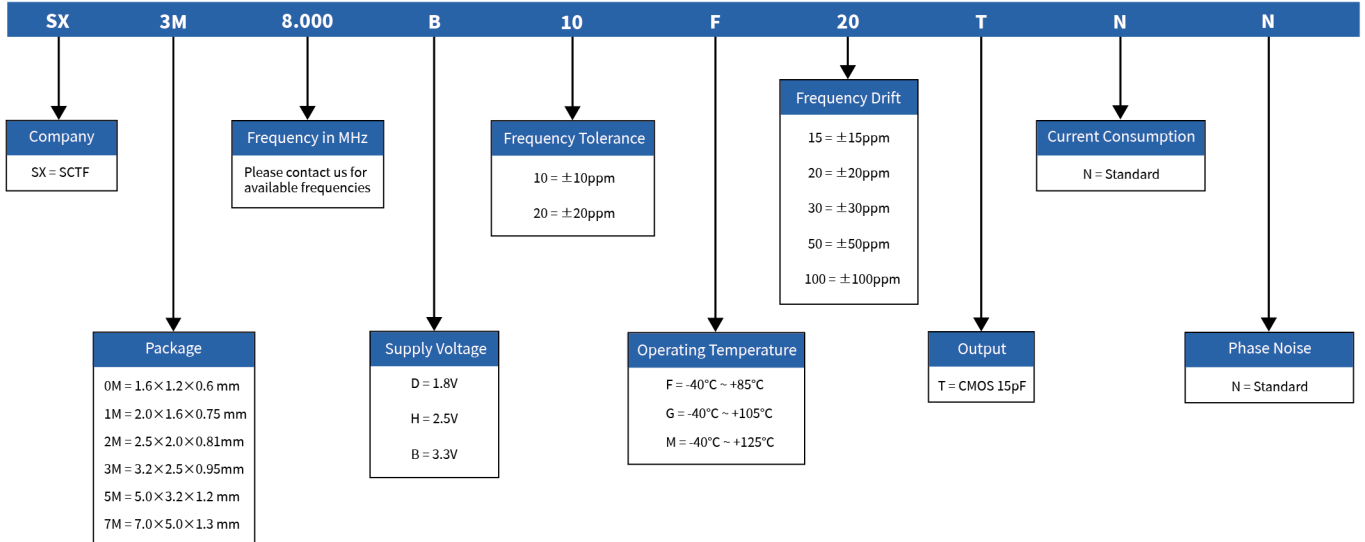 SX 3M 8.000 B 10 F 20 T N N
Company
SX = SCTF
Frequency in MHz
Please contact us for
available frequencies
Frequency Tolerance
10 = ±10ppm
20 = ±20ppm
Frequency Drift
15 = ±15ppm
20 = ±20ppm
30 = ±30ppm
50 = ±50ppm
100 = ±100ppm
Current Consumption
N = Standard
Package
0M = 1.6×1.2×0.6 mm
1M = 2.0×1.6×0.75 mm
2M = 2.5×2.0×0.81mm
3M = 3.2×2.5×0.95mm
5M = 5.0×3.2×1.2 mm
7M = 7.0×5.0×1.3 mm
Supply Voltage
D = 1.8V
H = 2.5V
B = 3.3V
Operating Temperature
F = -40℃ ~ +85℃
G = -40℃ ~ +105℃
M = -40℃ ~ +125℃
Output
T = CMOS 15pF
Phase Noise
N = Standard